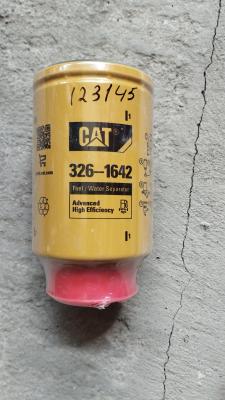 123145
CAT
326-1642
Fuel / Water Separator
Advanced
High Efficiency